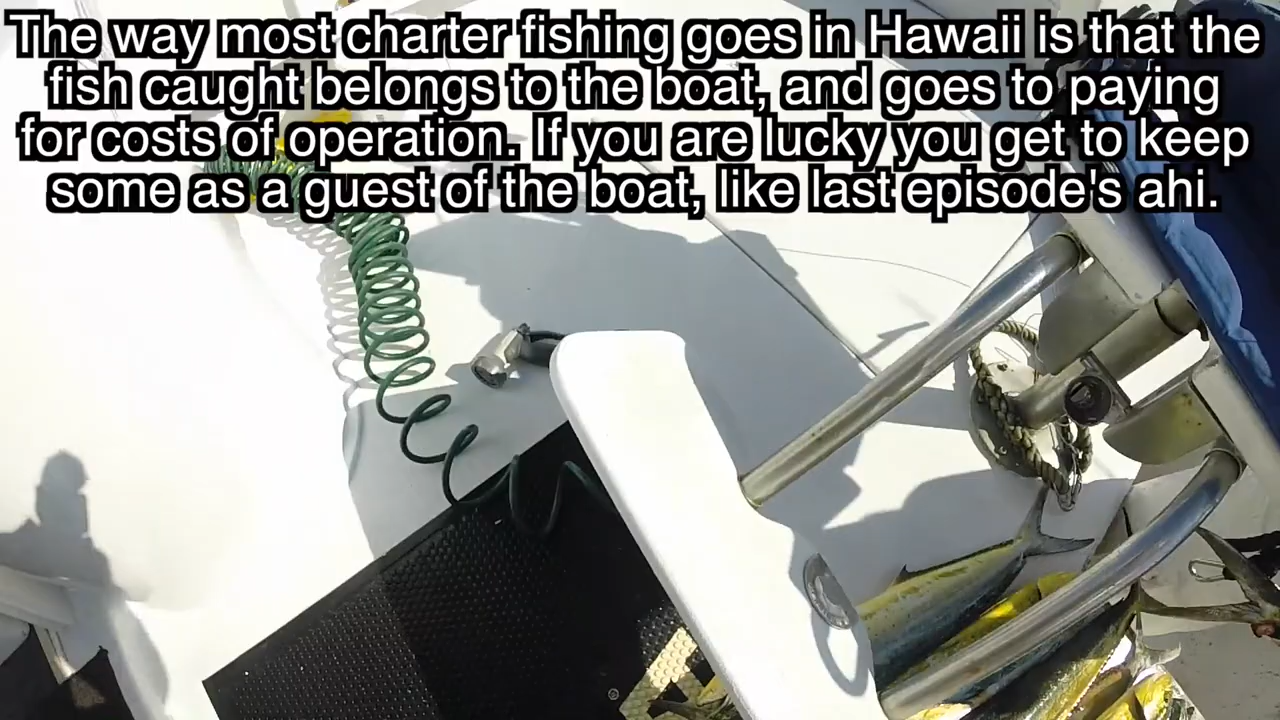 The way most charter fishing goes in Hawaii is that the
fish caught belongs to the boat, and goes to paying
for costs of operation. If you are lucky you get to keep
some as a guest of the boat, like last episode's ahi.